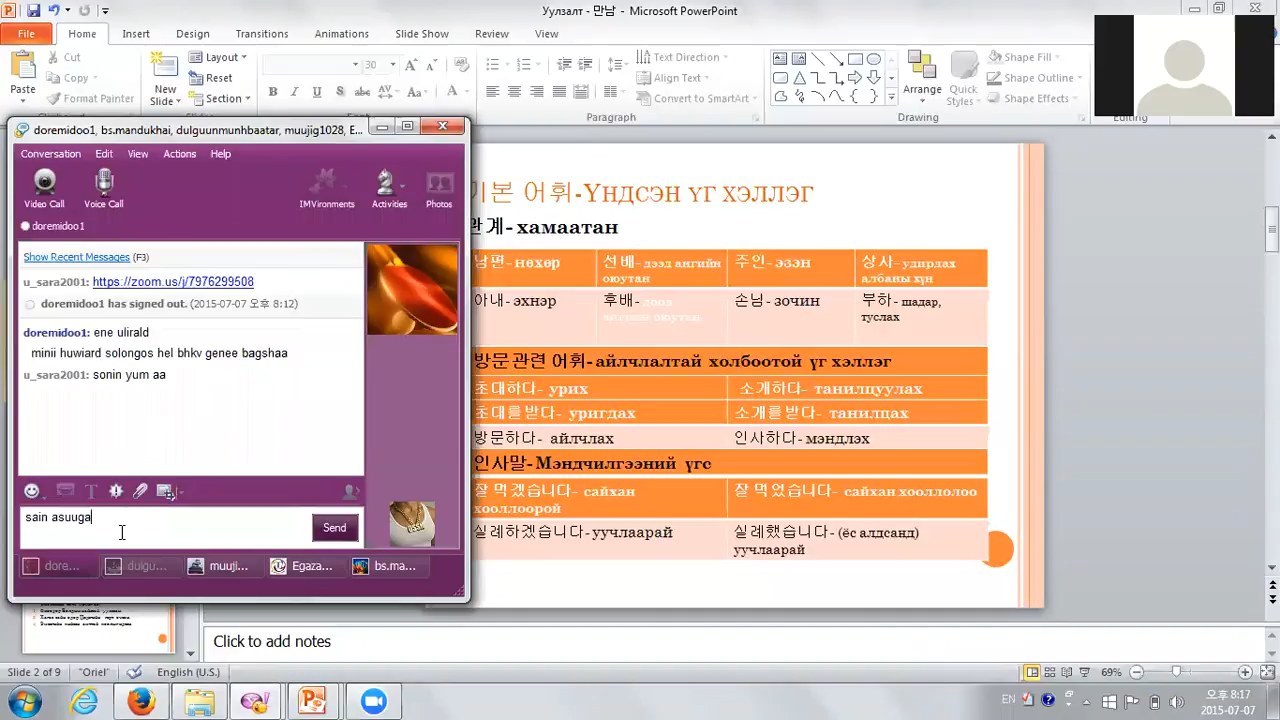 Уулзалт - 만남 - Microsoft PowerPoint
File Home Insert Design Transitions Animations Slide Show Review View
Cut
Copy
Format Painter
Paste
New
Slide
Layout
Reset
Section
30
Text Direction
Align Text
Convert to SmartArt
Paragraph
Arrange
Quick
Styles
Shape Fill
Shape Outline
Shape Effects
Drawing
Editing
doremidoo1, bs.mandukhai, dulguunmunhbaatar, muujig1028, E...
Conversation Edit View Actions Help
Video Call Voice Call IMVironments Activities Photos
doremidoo1
Show Recent Messages (F3)
u_sara2001: https://zoom.us/j/7976299508
doremidoo1 has signed out. (2015-07-07 오후 8:12)
doremidoo1: ene ulirald
minii huwiard solongos hel bhkv genee bagshaa
u_sara2001: sonin yum aa
sain asuuga
Send
dore... dulgu... muuji... Egaza... bs.ma...
기본 어휘-Үндсэн үг хэллэг
관계- хамаатан
남편- нөхөр
선배- дээд ангийн
оюутан
주인- эзэн
상사- удирдах
албаны хүн
아내- эхнэр
후배- доод
ангийн оюутан
손님- зочин
부하- шадар,
туслах
방문 관련 어휘- айлчлалтай холбоотой үг хэллэг
초대하다- урих
소개하다- танилцуулах
초대를 받다- уригдах
소개를 받다- танилцах
방문하다- айлчлах
인사하다- мэндлэх
인사말- Мэндчилгээний үгс
잘 먹겠습니다- сайхан
хооллоорой
잘 먹었습니다- сайхан хооллолоо
실례하겠습니다- уучлаарай
실례했습니다- (ёс алдсанд)
уучлаарай
Click to add notes
Slide 2 of 9 "Oriel" English (U.S.) 69%
EN
오후 8:17
2015-07-07